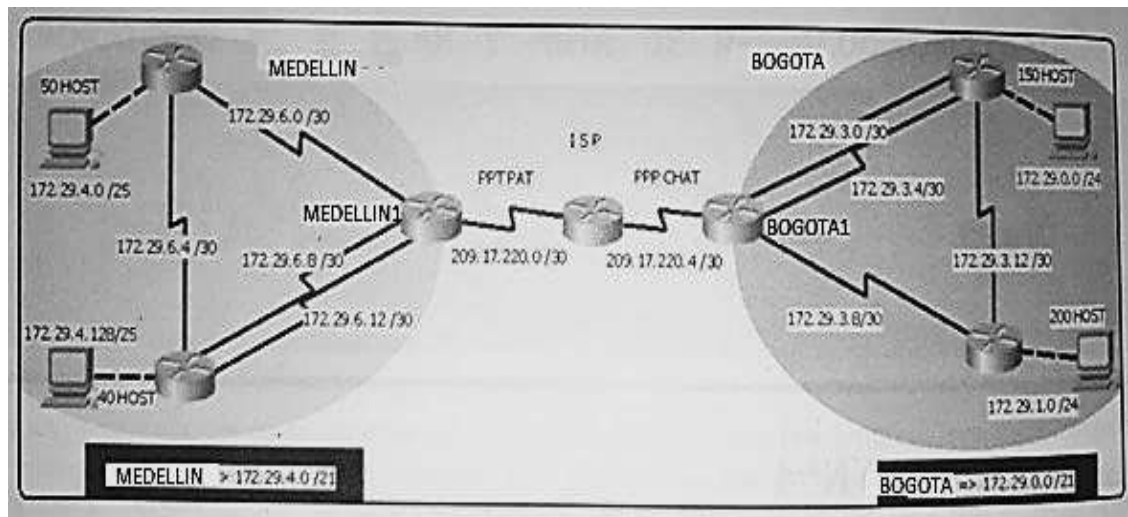 MEDELLIN
BOGOTA
50 HOST
150 HOST
172.29.6.0 /30
172.29.3.0 /30
ISP
172.29.4.0 /25
PPT PAT
PPP CHAT
172.29.3.4/30
172.29.0.0 /24
MEDELLIN1
BOGOTA1
172.29.6.4 /30
172.29.6.8 /30
209.17.220.0 /30
209.17.220.4 /30
172.29.3.12 /30
172.29.6.12 /30
172.29.3.8/30
200 HOST
172.29.4.128/25
40 HOST
172.29.1.0 /24
MEDELLIN > 172.29.4.0 /21
BOGOTA => 172.29.0.0 /21